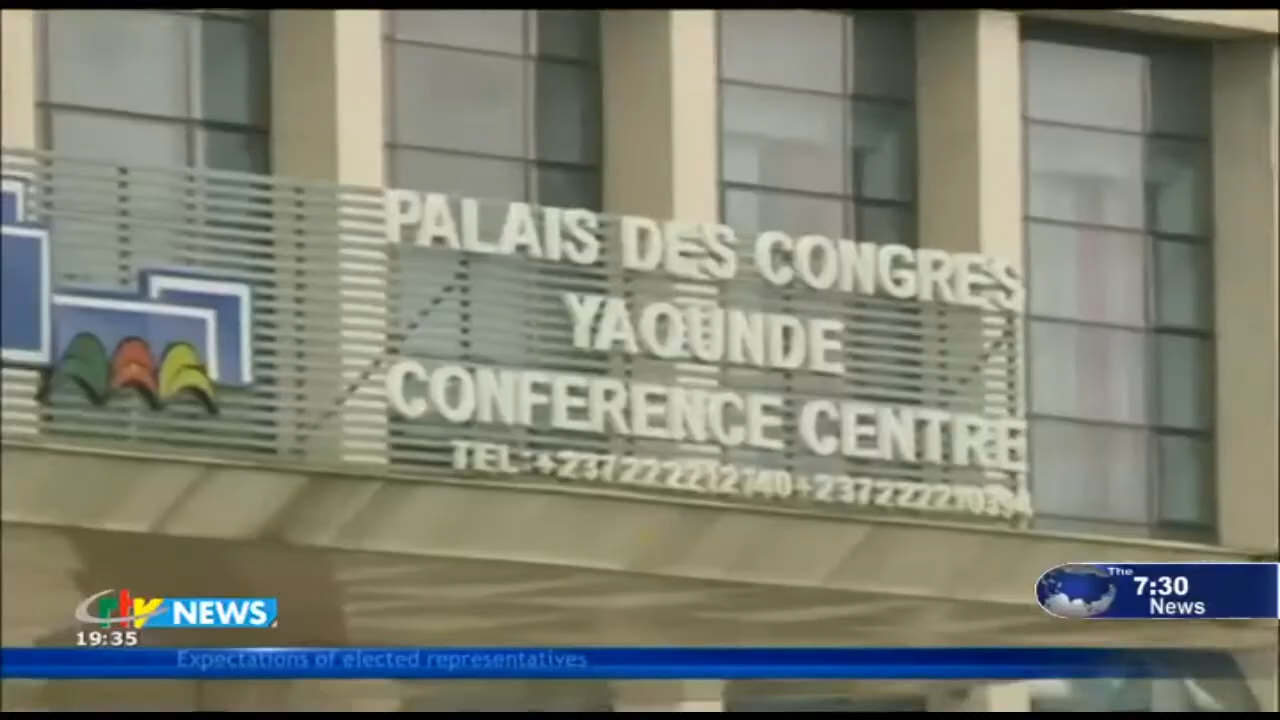 PALAIS DES CONGRES
YAOUNDE
CONFERENCE CENTRE
TEL:+237222212140+
rtv NEWS
19:35
The
7:30
News
Expectations of elected representatives